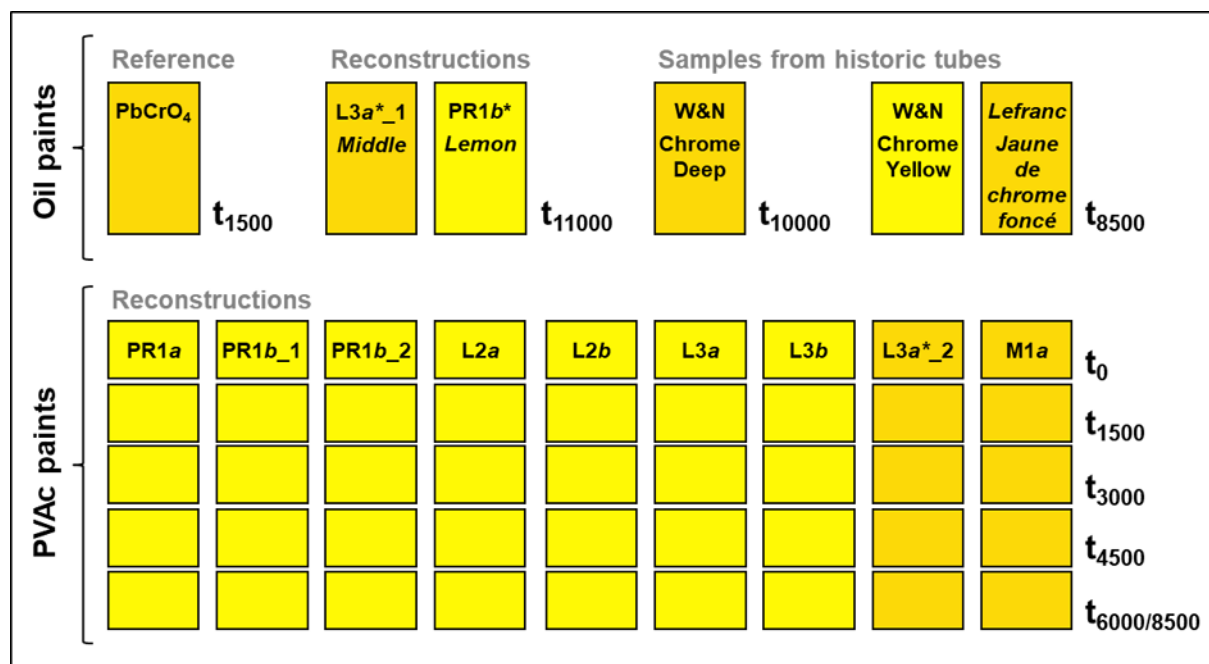 Oil paints
Reference
Reconstructions
Samples from historic tubes
PbCrO₄
t₁₅₀₀
L3a*_1
Middle
PR1b*
Lemon
t₁₁₀₀₀
W&N
Chrome
Deep
t₁₀₀₀₀
W&N
Chrome
Yellow
Lefranc
Jaune
de
chrome
foncé
t₈₅₀₀
PVAc paints
Reconstructions
PR1a PR1b_1 PR1b_2 L2a L2b L3a L3b L3a*_2 M1a t₀
t₁₅₀₀
t₃₀₀₀
t₄₅₀₀
t₆₀₀₀/₈₅₀₀